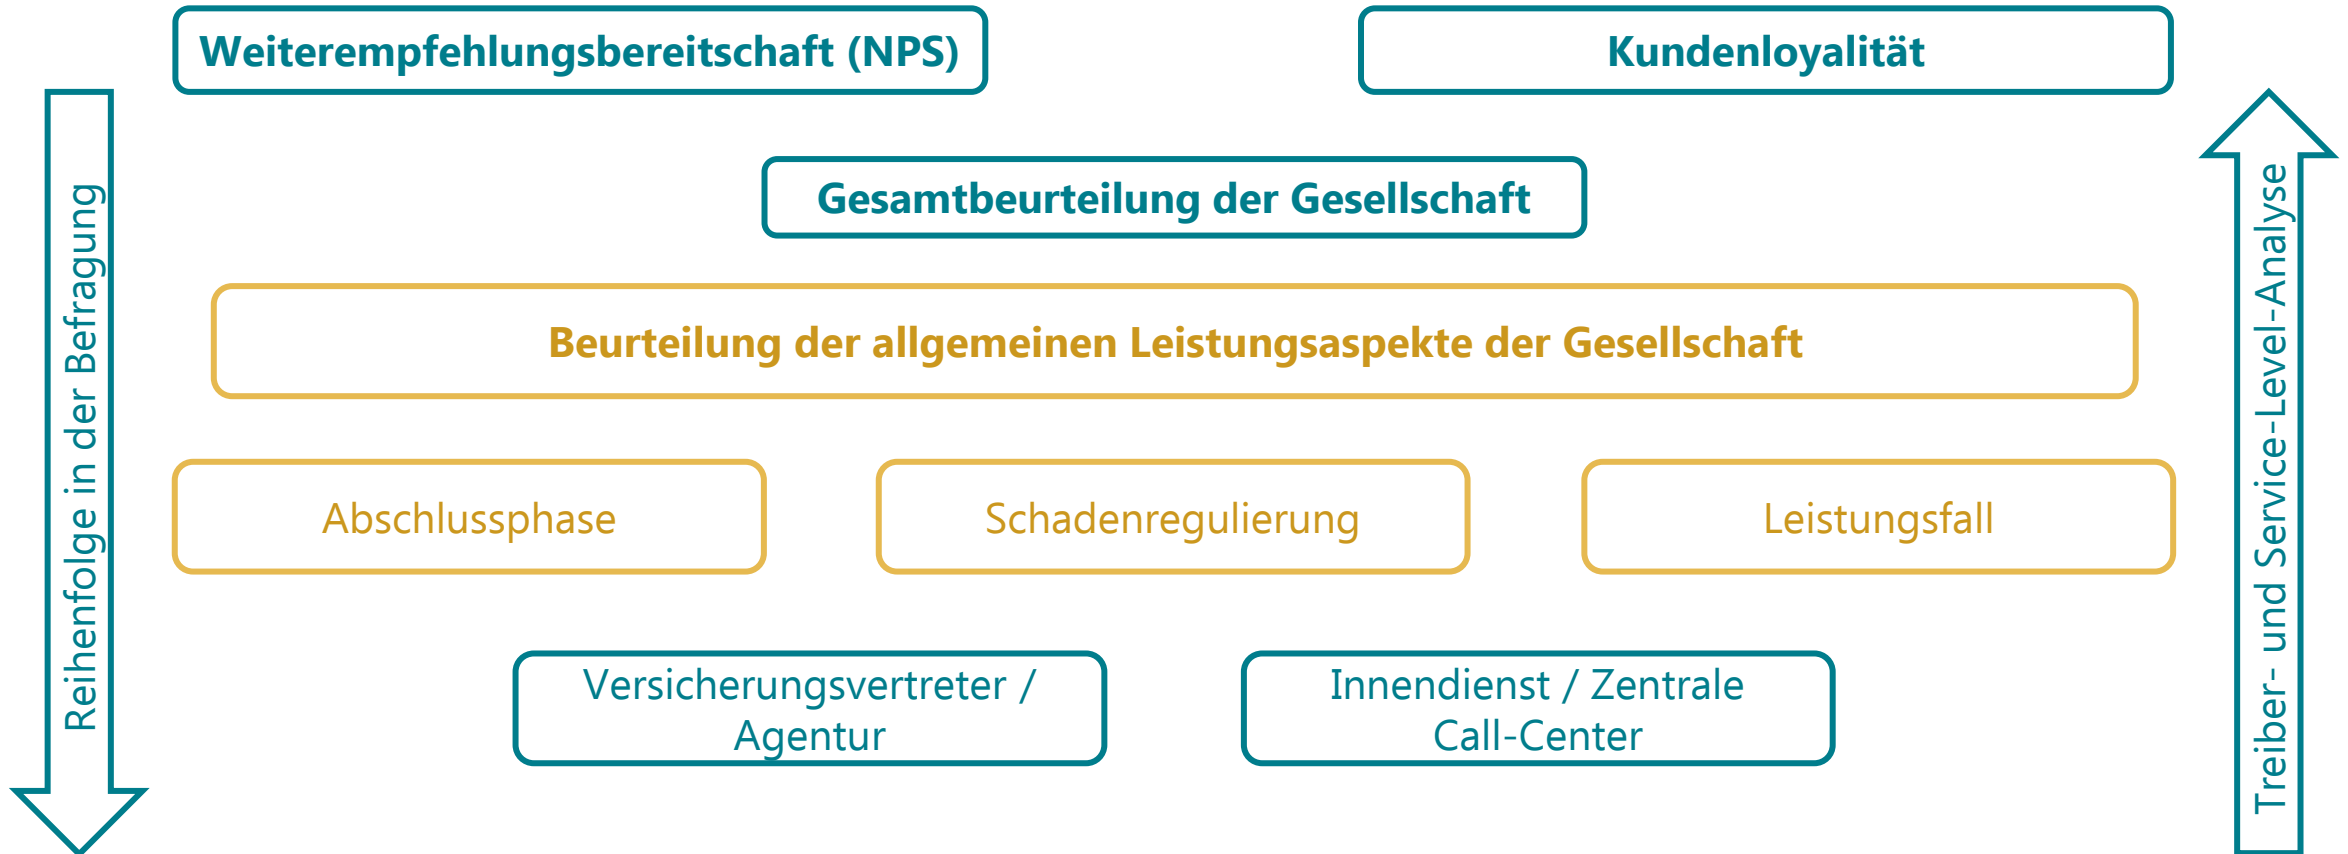 Weiterempfehlungsbereitschaft (NPS)
Kundenloyalität
Reihenfolge in der Befragung
Gesamtbeurteilung der Gesellschaft
Beurteilung der allgemeinen Leistungsaspekte der Gesellschaft
Abschlussphase
Schadenregulierung
Leistungsfall
Versicherungsvertreter /
Agentur
Innendienst / Zentrale
Call-Center
Treiber- und Service-Level-Analyse